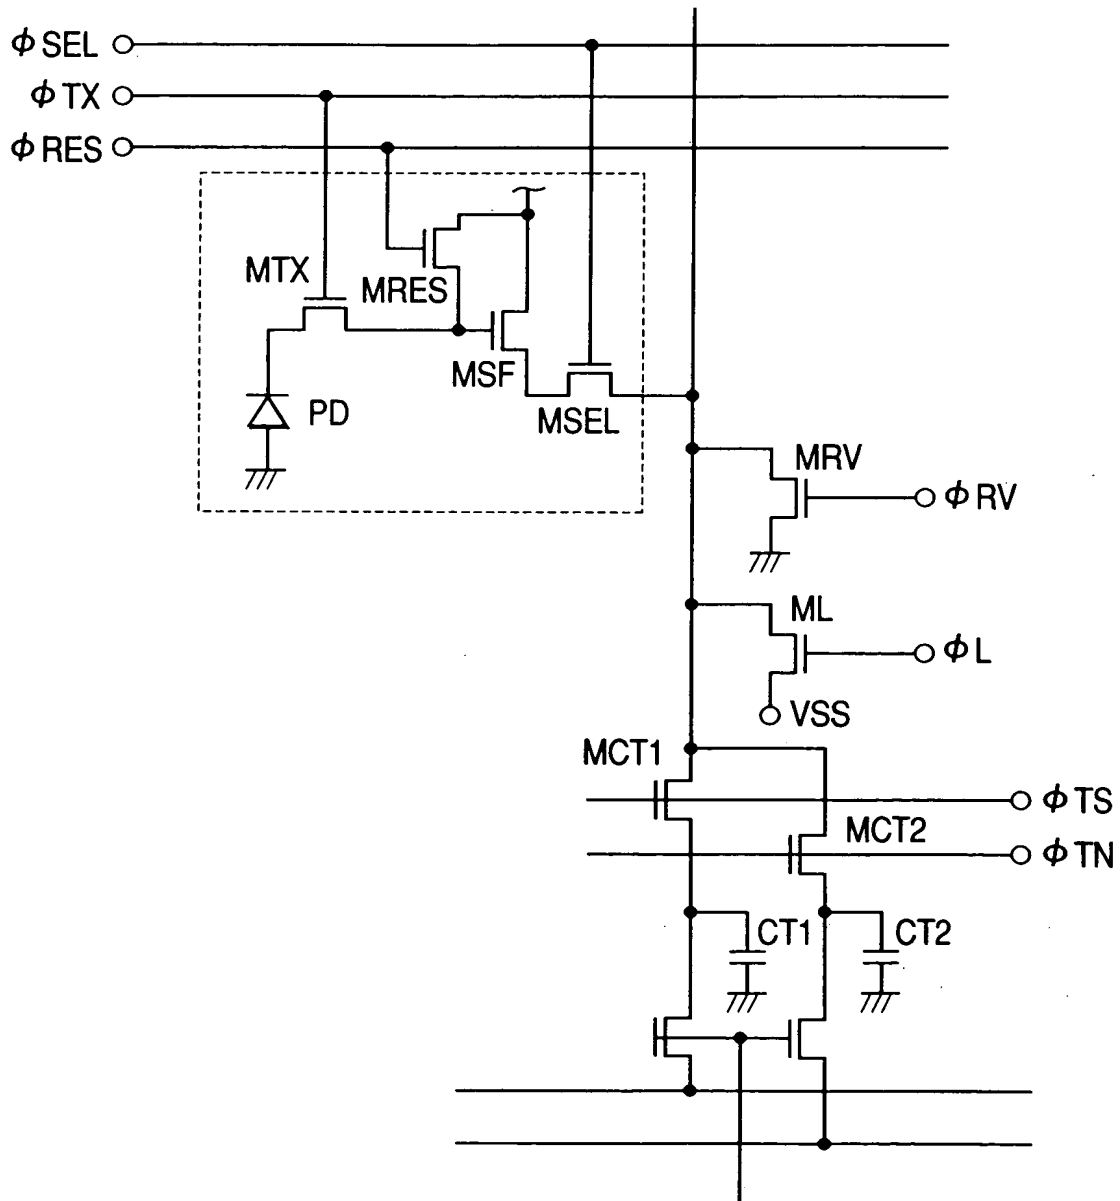 ϕSEL
ϕTX
ϕRES
MTX
MRES
MSF
PD
MSEL
MRV
ϕRV
ML
ϕL
VSS
MCT1
ϕTS
MCT2
ϕTN
CT1
CT2